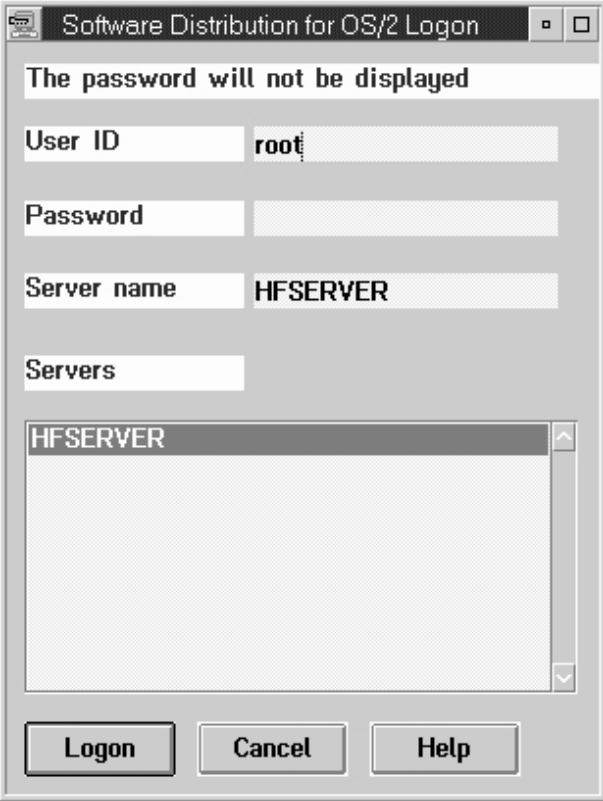 Software Distribution for OS/2 Logon
The password will not be displayed
User ID root
Password
Server name HFSERVER
Servers
HFSERVER
Logon Cancel Help